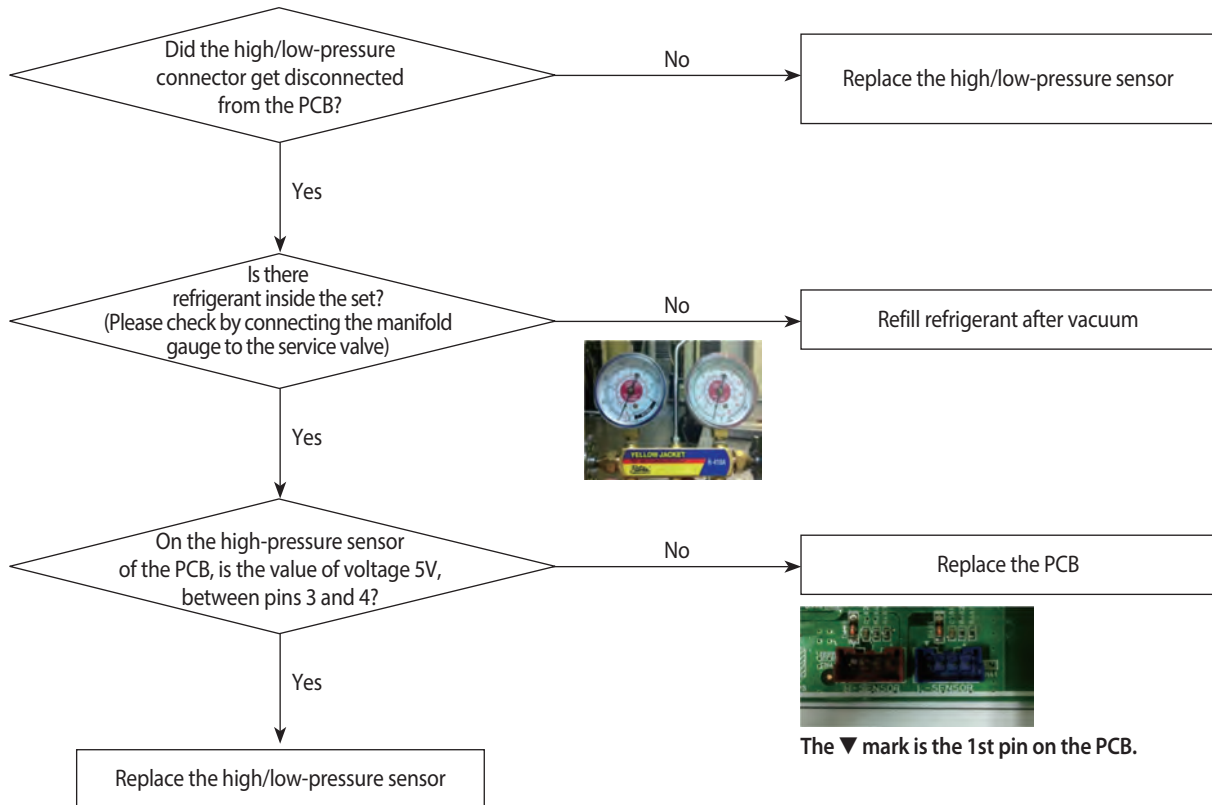 Did the high/low-pressure
connector get disconnected
from the PCB?
No
Replace the high/low-pressure sensor
Yes
Is there
refrigerant inside the set?
(Please check by connecting the manifold
gauge to the service valve)
No
Refill refrigerant after vacuum
YELLOW JACKET
Yes
On the high-pressure sensor
of the PCB, is the value of voltage 5V,
between pins 3 and 4?
No
Replace the PCB
H-SENSOR L-SENSOR
Yes
The ▼ mark is the 1st pin on the PCB.
Replace the high/low-pressure sensor